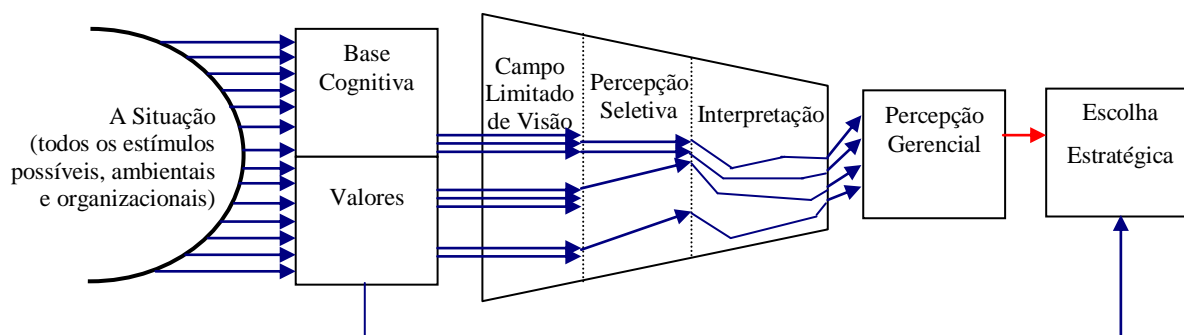 A Situação
(todos os estímulos
possíveis, ambientais
e organizacionais)
Base
Cognitiva
Valores
Campo
Limitado
de Visão
Percepção
Seletiva
Interpretação
Percepção
Gerencial
Escolha
Estratégica